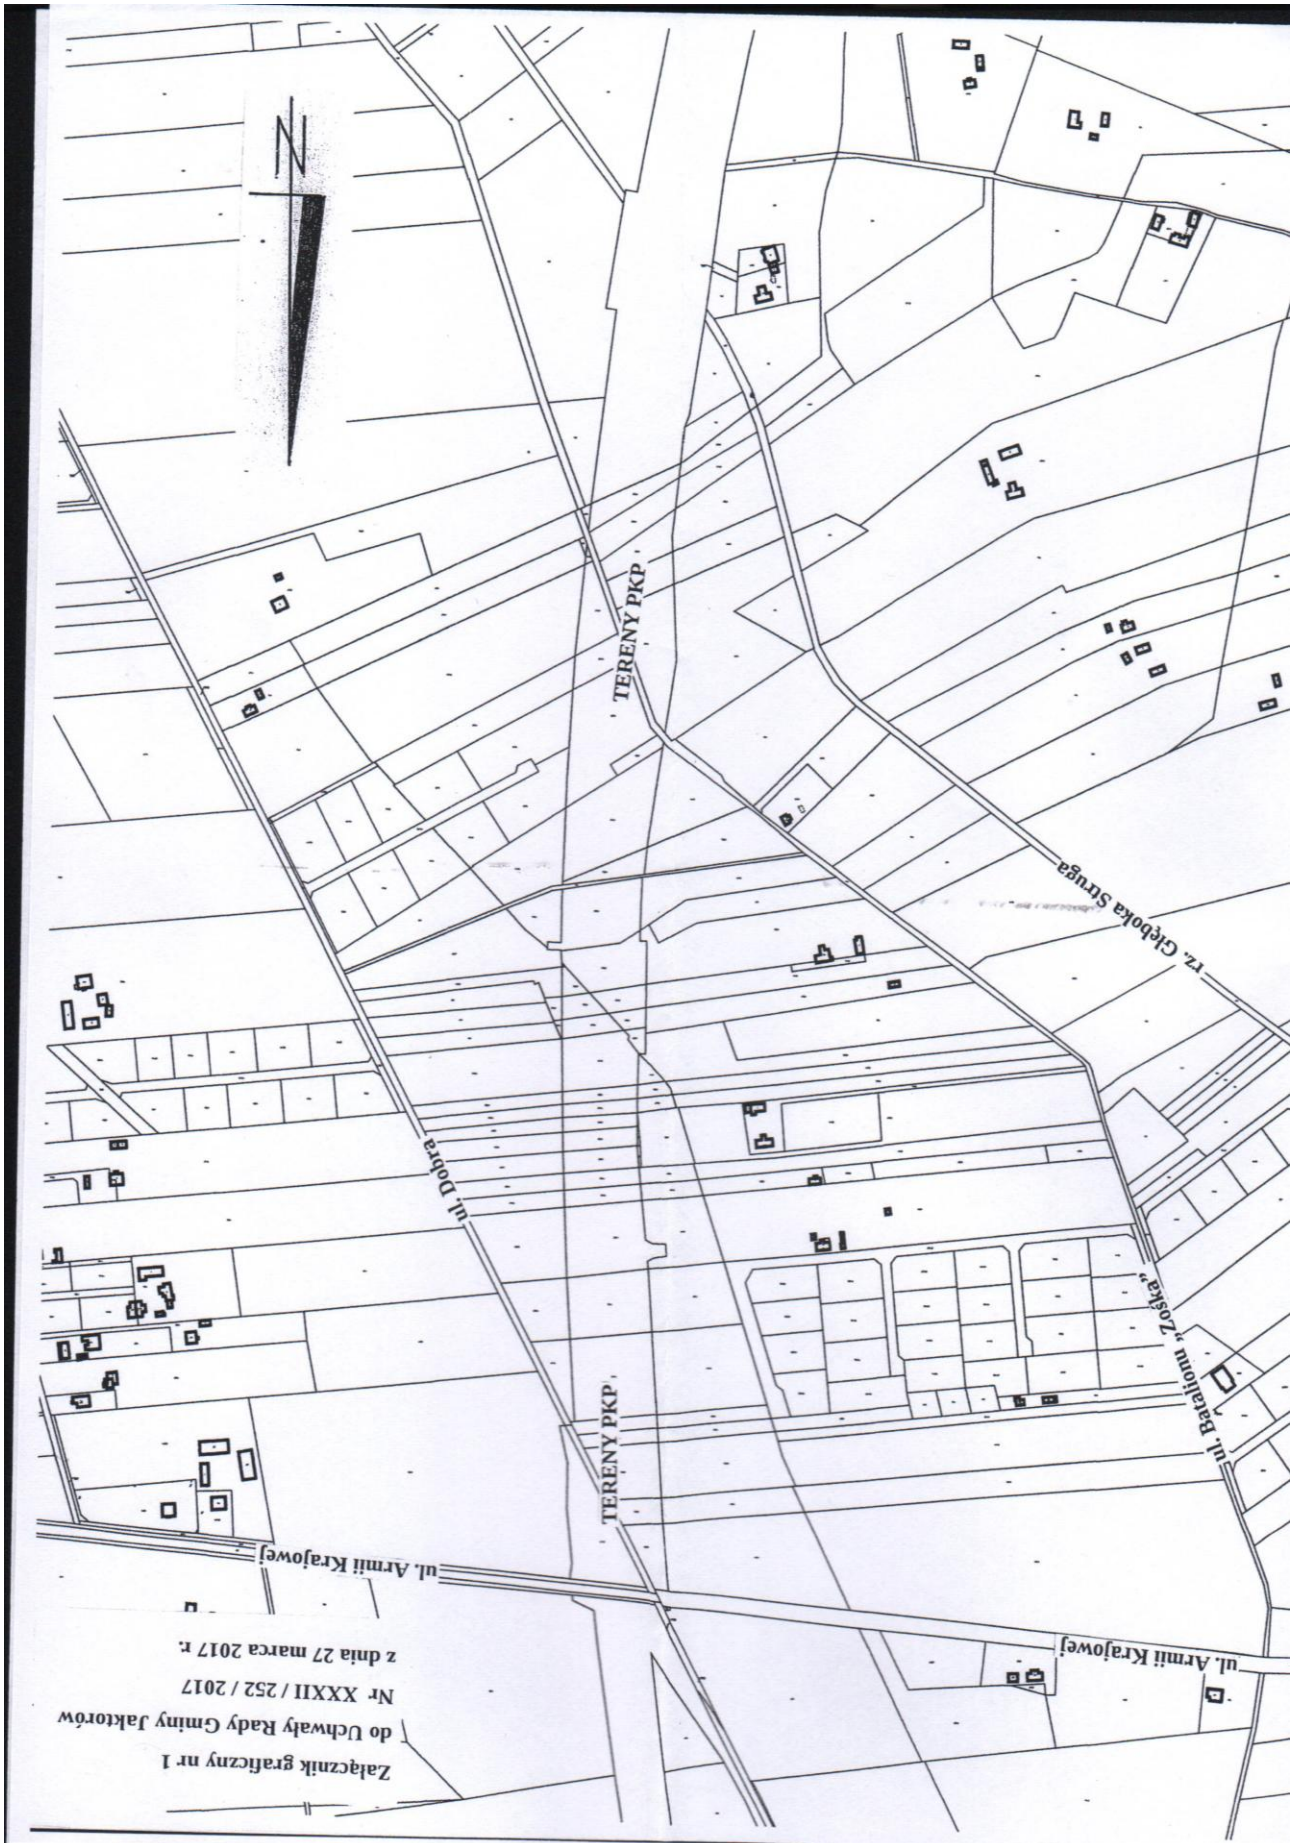 Załącznik graficzny nr 1
do Uchwały Rady Gminy Jaktorów
Nr XXXII / 252 / 2017
z dnia 27 marca 2017 r.
ul. Armii Krajowej
ul. Armii Krajowej
TERENY PKP
ul. Batalionu „Zośka”
ul. Dobra
rz. Głęboka Struga
TERENY PKP
N